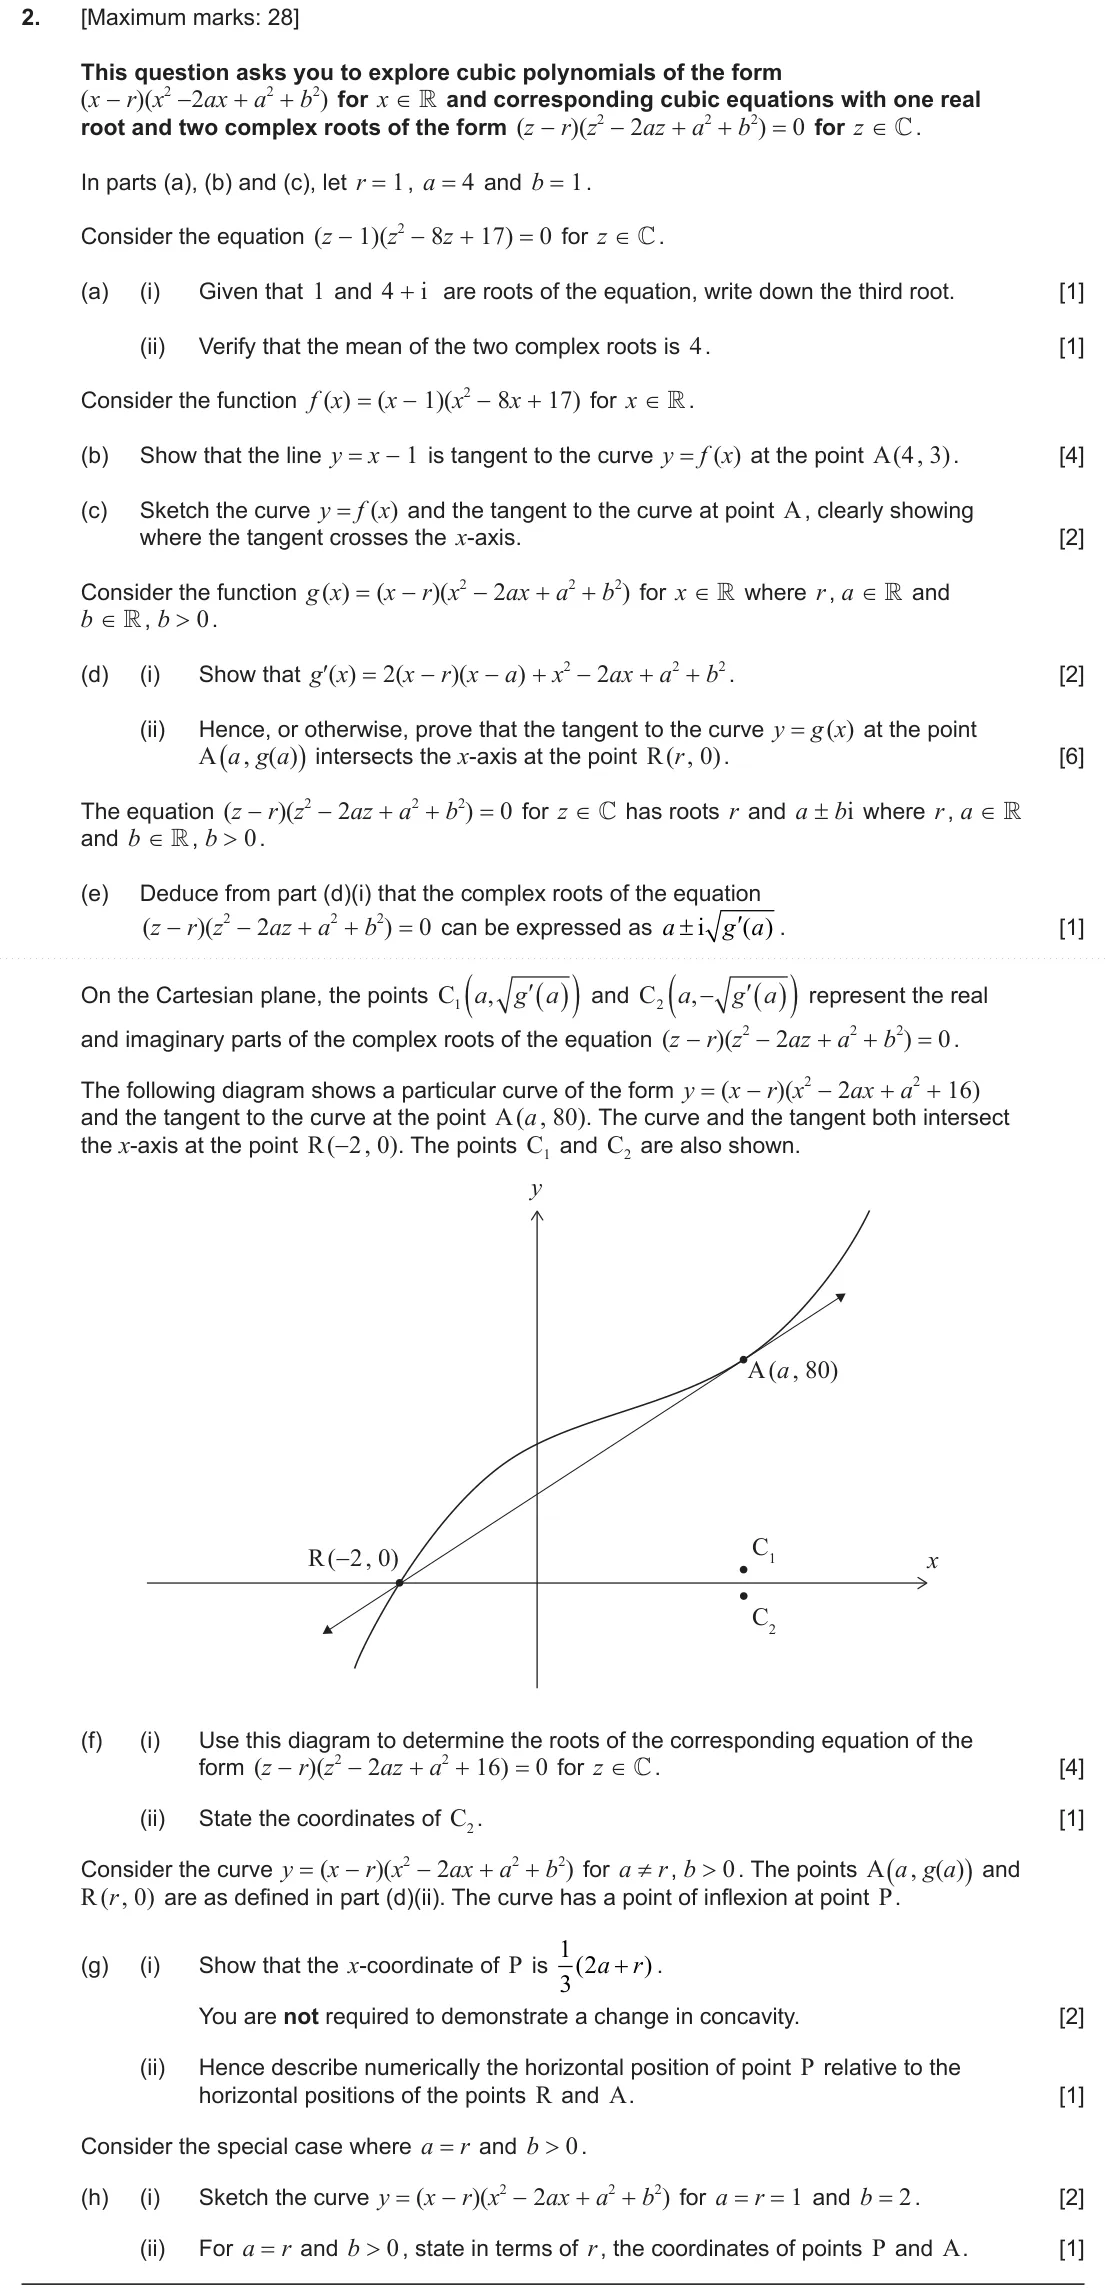 2. [Maximum marks: 28]
This question asks you to explore cubic polynomials of the form
(x − r)(x² −2ax + a² + b²) for x ∈ ℝ and corresponding cubic equations with one real
root and two complex roots of the form (z − r)(z² − 2az + a² + b²) = 0 for z ∈ ℂ.
In parts (a), (b) and (c), let r = 1, a = 4 and b = 1.
Consider the equation (z − 1)(z² − 8z + 17) = 0 for z ∈ ℂ.
(a) (i) Given that 1 and 4 + i are roots of the equation, write down the third root. [1]
(ii) Verify that the mean of the two complex roots is 4. [1]
Consider the function f(x) = (x − 1)(x² − 8x + 17) for x ∈ ℝ.
(b) Show that the line y = x − 1 is tangent to the curve y = f(x) at the point A(4, 3). [4]
(c) Sketch the curve y = f(x) and the tangent to the curve at point A, clearly showing
where the tangent crosses the x-axis. [2]
Consider the function g(x) = (x − r)(x² − 2ax + a² + b²) for x ∈ ℝ where r, a ∈ ℝ and
b ∈ ℝ, b > 0.
(d) (i) Show that g′(x) = 2(x − r)(x − a) + x² − 2ax + a² + b². [2]
(ii) Hence, or otherwise, prove that the tangent to the curve y = g(x) at the point
A(a, g(a)) intersects the x-axis at the point R(r, 0). [6]
The equation (z − r)(z² − 2az + a² + b²) = 0 for z ∈ ℂ has roots r and a ± bi where r, a ∈ ℝ
and b ∈ ℝ, b > 0.
(e) Deduce from part (d)(i) that the complex roots of the equation
(z − r)(z² − 2az + a² + b²) = 0 can be expressed as a ± i√(g′(a)). [1]
On the Cartesian plane, the points C₁(a, √(g′(a))) and C₂(a, −√(g′(a))) represent the real
and imaginary parts of the complex roots of the equation (z − r)(z² − 2az + a² + b²) = 0.
The following diagram shows a particular curve of the form y = (x − r)(x² − 2ax + a² + 16)
and the tangent to the curve at the point A(a, 80). The curve and the tangent both intersect
the x-axis at the point R(−2, 0). The points C₁ and C₂ are also shown.
y
A(a, 80)
R(−2, 0)
C₁
x
C₂
(f) (i) Use this diagram to determine the roots of the corresponding equation of the
form (z − r)(z² − 2az + a² + 16) = 0 for z ∈ ℂ. [4]
(ii) State the coordinates of C₂. [1]
Consider the curve y = (x − r)(x² − 2ax + a² + b²) for a ≠ r, b > 0. The points A(a, g(a)) and
R(r, 0) are as defined in part (d)(ii). The curve has a point of inflexion at point P.
(g) (i) Show that the x-coordinate of P is 1/3(2a + r).
You are not required to demonstrate a change in concavity. [2]
(ii) Hence describe numerically the horizontal position of point P relative to the
horizontal positions of the points R and A. [1]
Consider the special case where a = r and b > 0.
(h) (i) Sketch the curve y = (x − r)(x² − 2ax + a² + b²) for a = r = 1 and b = 2. [2]
(ii) For a = r and b > 0, state in terms of r, the coordinates of points P and A. [1]